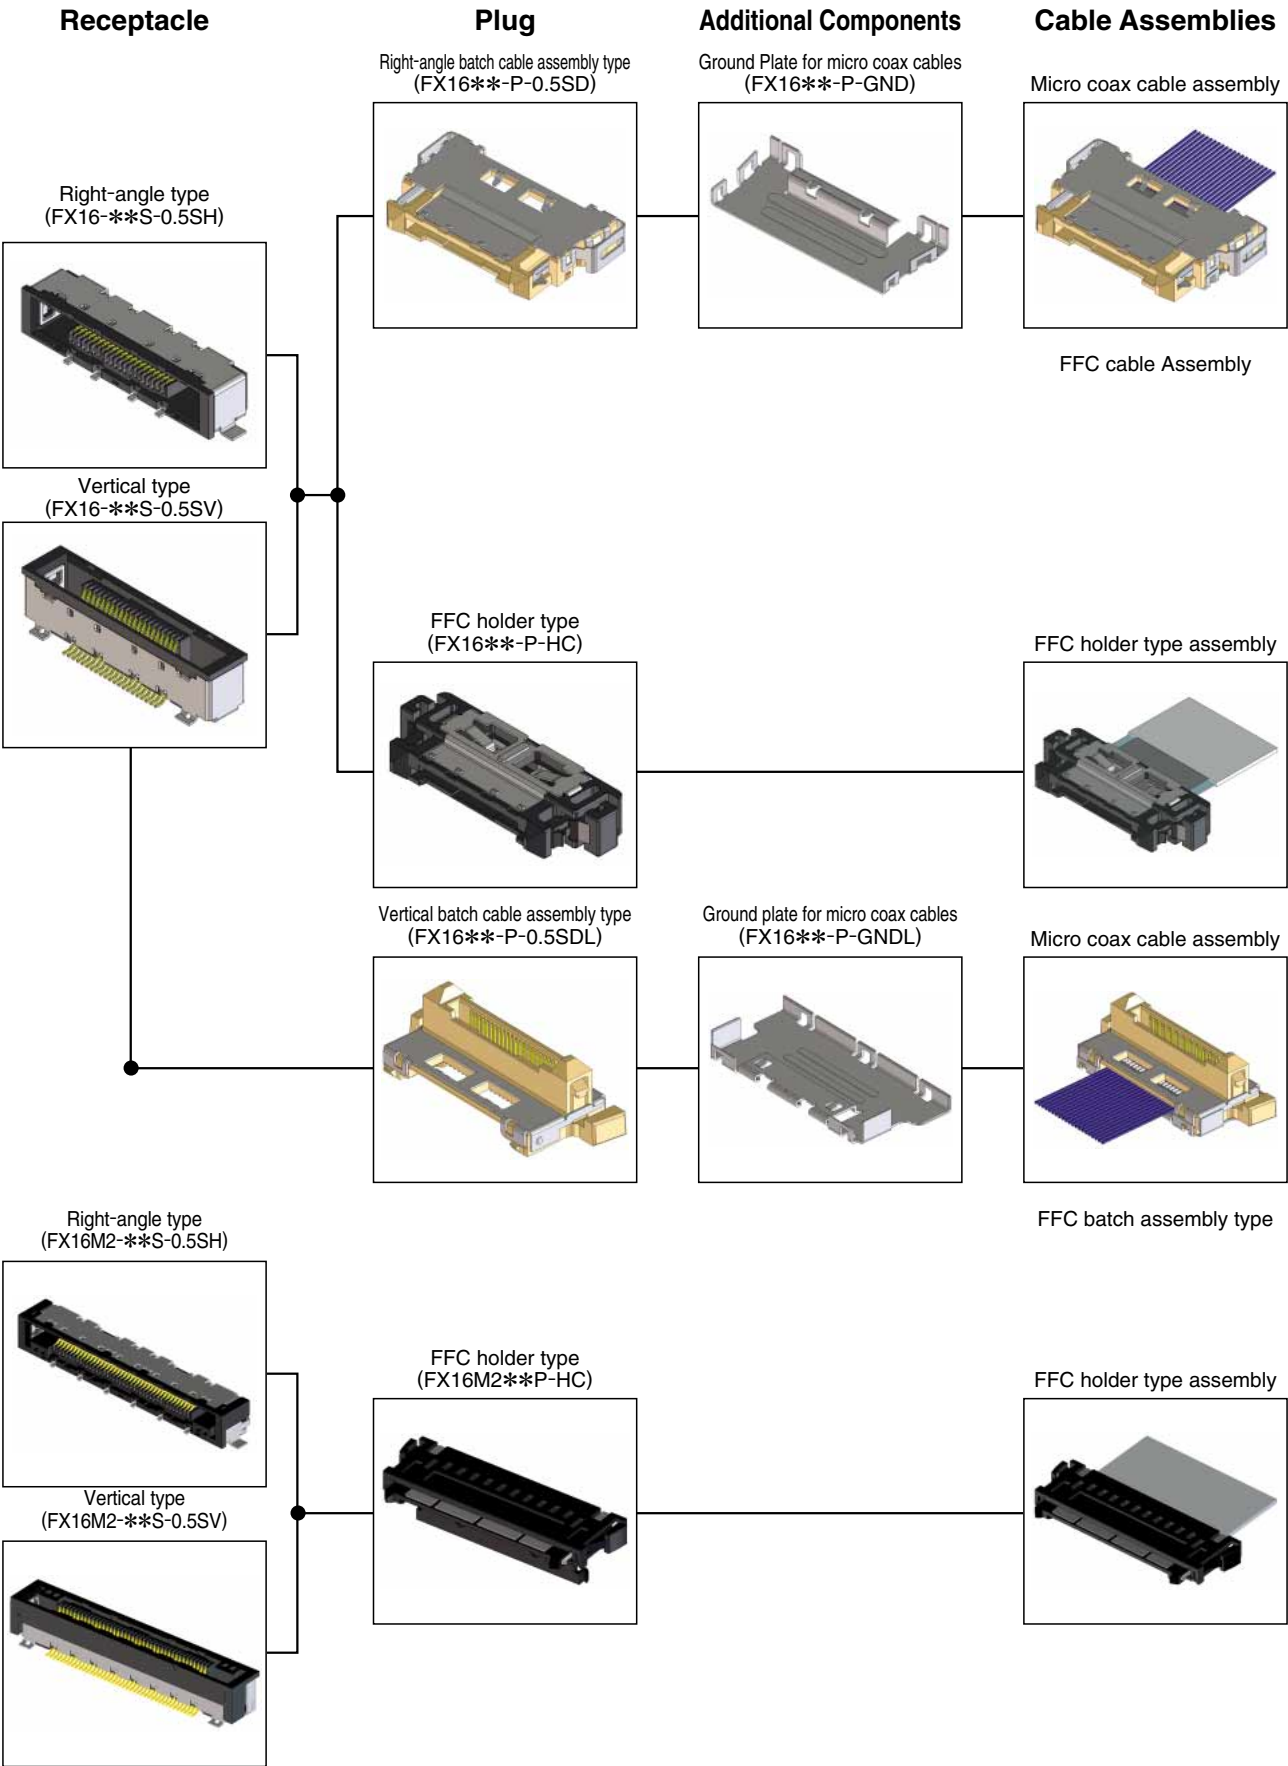 Receptacle
Plug
Additional Components
Cable Assemblies
Right-angle batch cable assembly type
(FX16**-P-0.5SD)
Ground Plate for micro coax cables
(FX16**-P-GND)
Micro coax cable assembly
Right-angle type
(FX16-**S-0.5SH)
FFC cable Assembly
Vertical type
(FX16-**S-0.5SV)
FFC holder type
(FX16**-P-HC)
FFC holder type assembly
Vertical batch cable assembly type
(FX16**-P-0.5SDL)
Ground plate for micro coax cables
(FX16**-P-GNDL)
Micro coax cable assembly
Right-angle type
(FX16M2-**S-0.5SH)
FFC batch assembly type
FFC holder type
(FX16M2**P-HC)
FFC holder type assembly
Vertical type
(FX16M2-**S-0.5SV)